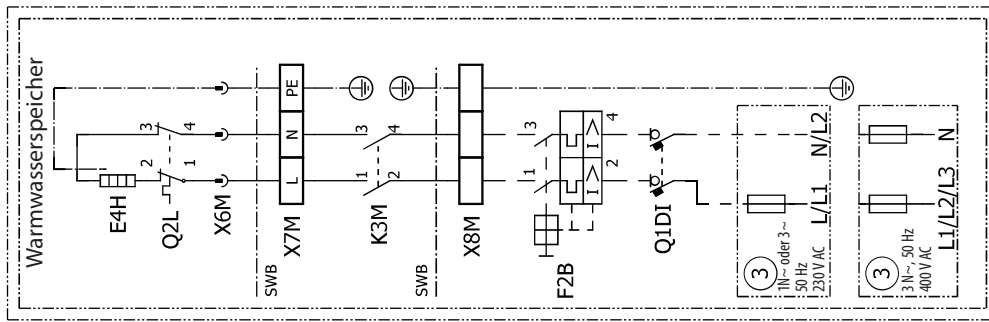 Warmwasserspeicher
E4H
3
4
2
1
Q2L
X6M
SWB
PE
N
L
X7M
3
4
1
2
K3M
SWB
X8M
3
4
1
2
I >
I >
F2B
Q1DI
N/L2
L/L1
3
1N~ oder 3~
50 Hz
230 V AC
N
L1/L2/L3
3
3 N~, 50 Hz
400 V AC